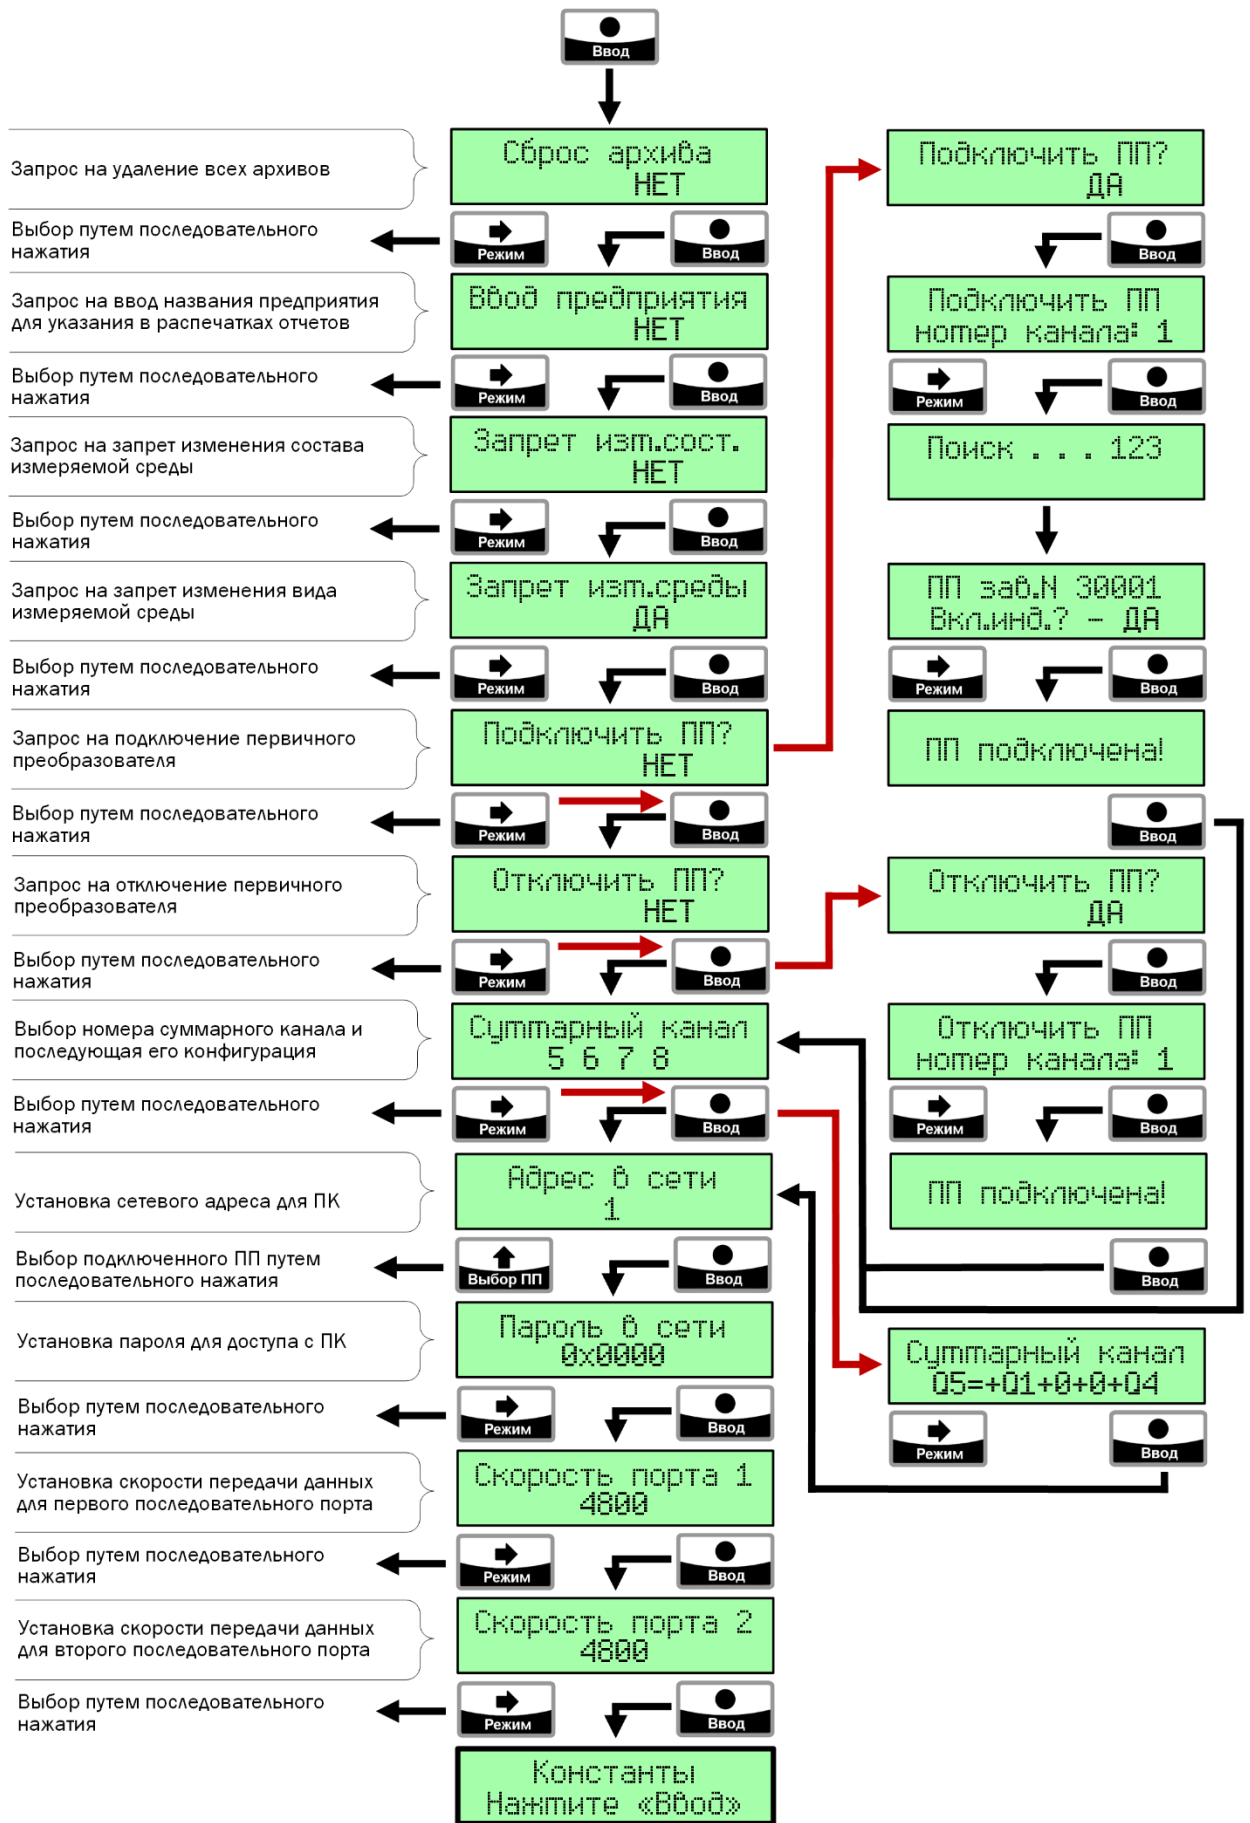 Ввод
Запрос на удаление всех архивов
Сброс архива
НЕТ
Выбор путем последовательного
нажатия
Режим
Ввод
Запрос на ввод названия предприятия
для указания в распечатках отчетов
Ввод предприятия
НЕТ
Выбор путем последовательного
нажатия
Режим
Ввод
Запрос на запрет изменения состава
измеряемой среды
Запрет изм.сост.
НЕТ
Выбор путем последовательного
нажатия
Режим
Ввод
Запрос на запрет изменения вида
измеряемой среды
Запрет изм.среды
ДА
Выбор путем последовательного
нажатия
Режим
Ввод
Запрос на подключение первичного
преобразователя
Подключить ПП?
НЕТ
Выбор путем последовательного
нажатия
Режим
Ввод
Запрос на отключение первичного
преобразователя
Отключить ПП?
НЕТ
Выбор путем последовательного
нажатия
Режим
Ввод
Выбор номера суммарного канала и
последующая его конфигурация
Суммарный канал
5 6 7 8
Выбор путем последовательного
нажатия
Режим
Ввод
Установка сетевого адреса для ПК
Адрес в сети
1
Выбор подключенного ПП путем
последовательного нажатия
Выбор ПП
Ввод
Установка пароля для доступа с ПК
Пароль в сети
0x0000
Выбор путем последовательного
нажатия
Режим
Ввод
Установка скорости передачи данных
для первого последовательного порта
Скорость порта 1
4800
Выбор путем последовательного
нажатия
Режим
Ввод
Установка скорости передачи данных
для второго последовательного порта
Скорость порта 2
4800
Выбор путем последовательного
нажатия
Режим
Ввод
Константы
Нажмите «Ввод»
Подключить ПП?
ДА
Ввод
Подключить ПП
номер канала: 1
Режим
Ввод
Поиск . . . 123
ПП зав.N 30001
Вкл.инд.? - ДА
Режим
Ввод
ПП подключена!
Ввод
Отключить ПП?
ДА
Ввод
Отключить ПП
номер канала: 1
Режим
Ввод
ПП подключена!
Ввод
Суммарный канал
Q5=+Q1+0+0+Q4
Режим
Ввод